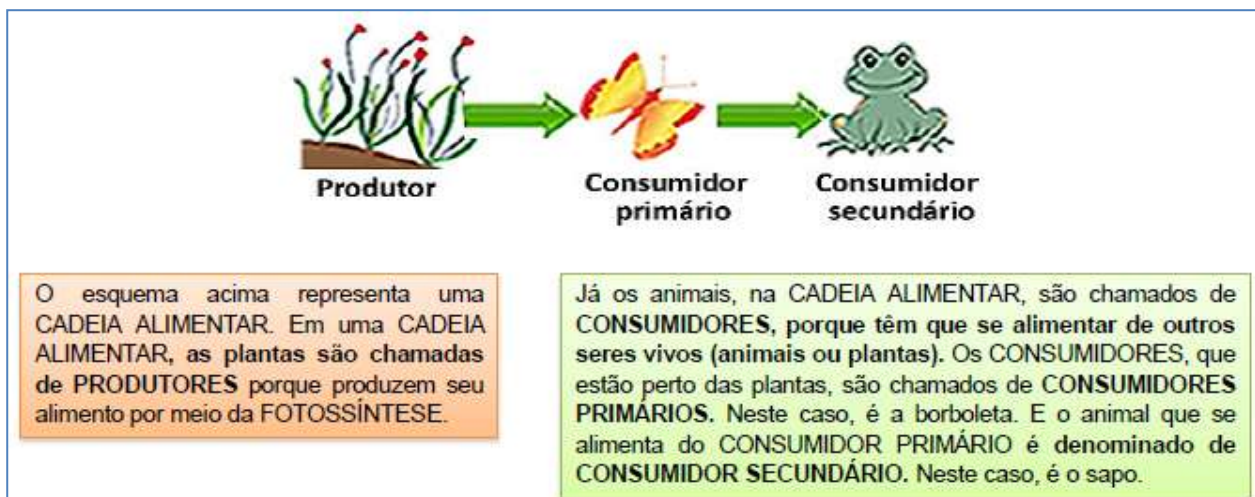 Produtor
Consumidor
primário
Consumidor
secundário
O esquema acima representa uma
CADEIA ALIMENTAR. Em uma CADEIA
ALIMENTAR, as plantas são chamadas
de PRODUTORES porque produzem seu
alimento por meio da FOTOSSÍNTESE.
Já os animais, na CADEIA ALIMENTAR, são chamados de
CONSUMIDORES, porque têm que se alimentar de outros
seres vivos (animais ou plantas). Os CONSUMIDORES, que
estão perto das plantas, são chamados de CONSUMIDORES
PRIMÁRIOS. Neste caso, é a borboleta. E o animal que se
alimenta do CONSUMIDOR PRIMÁRIO é denominado de
CONSUMIDOR SECUNDÁRIO. Neste caso, é o sapo.